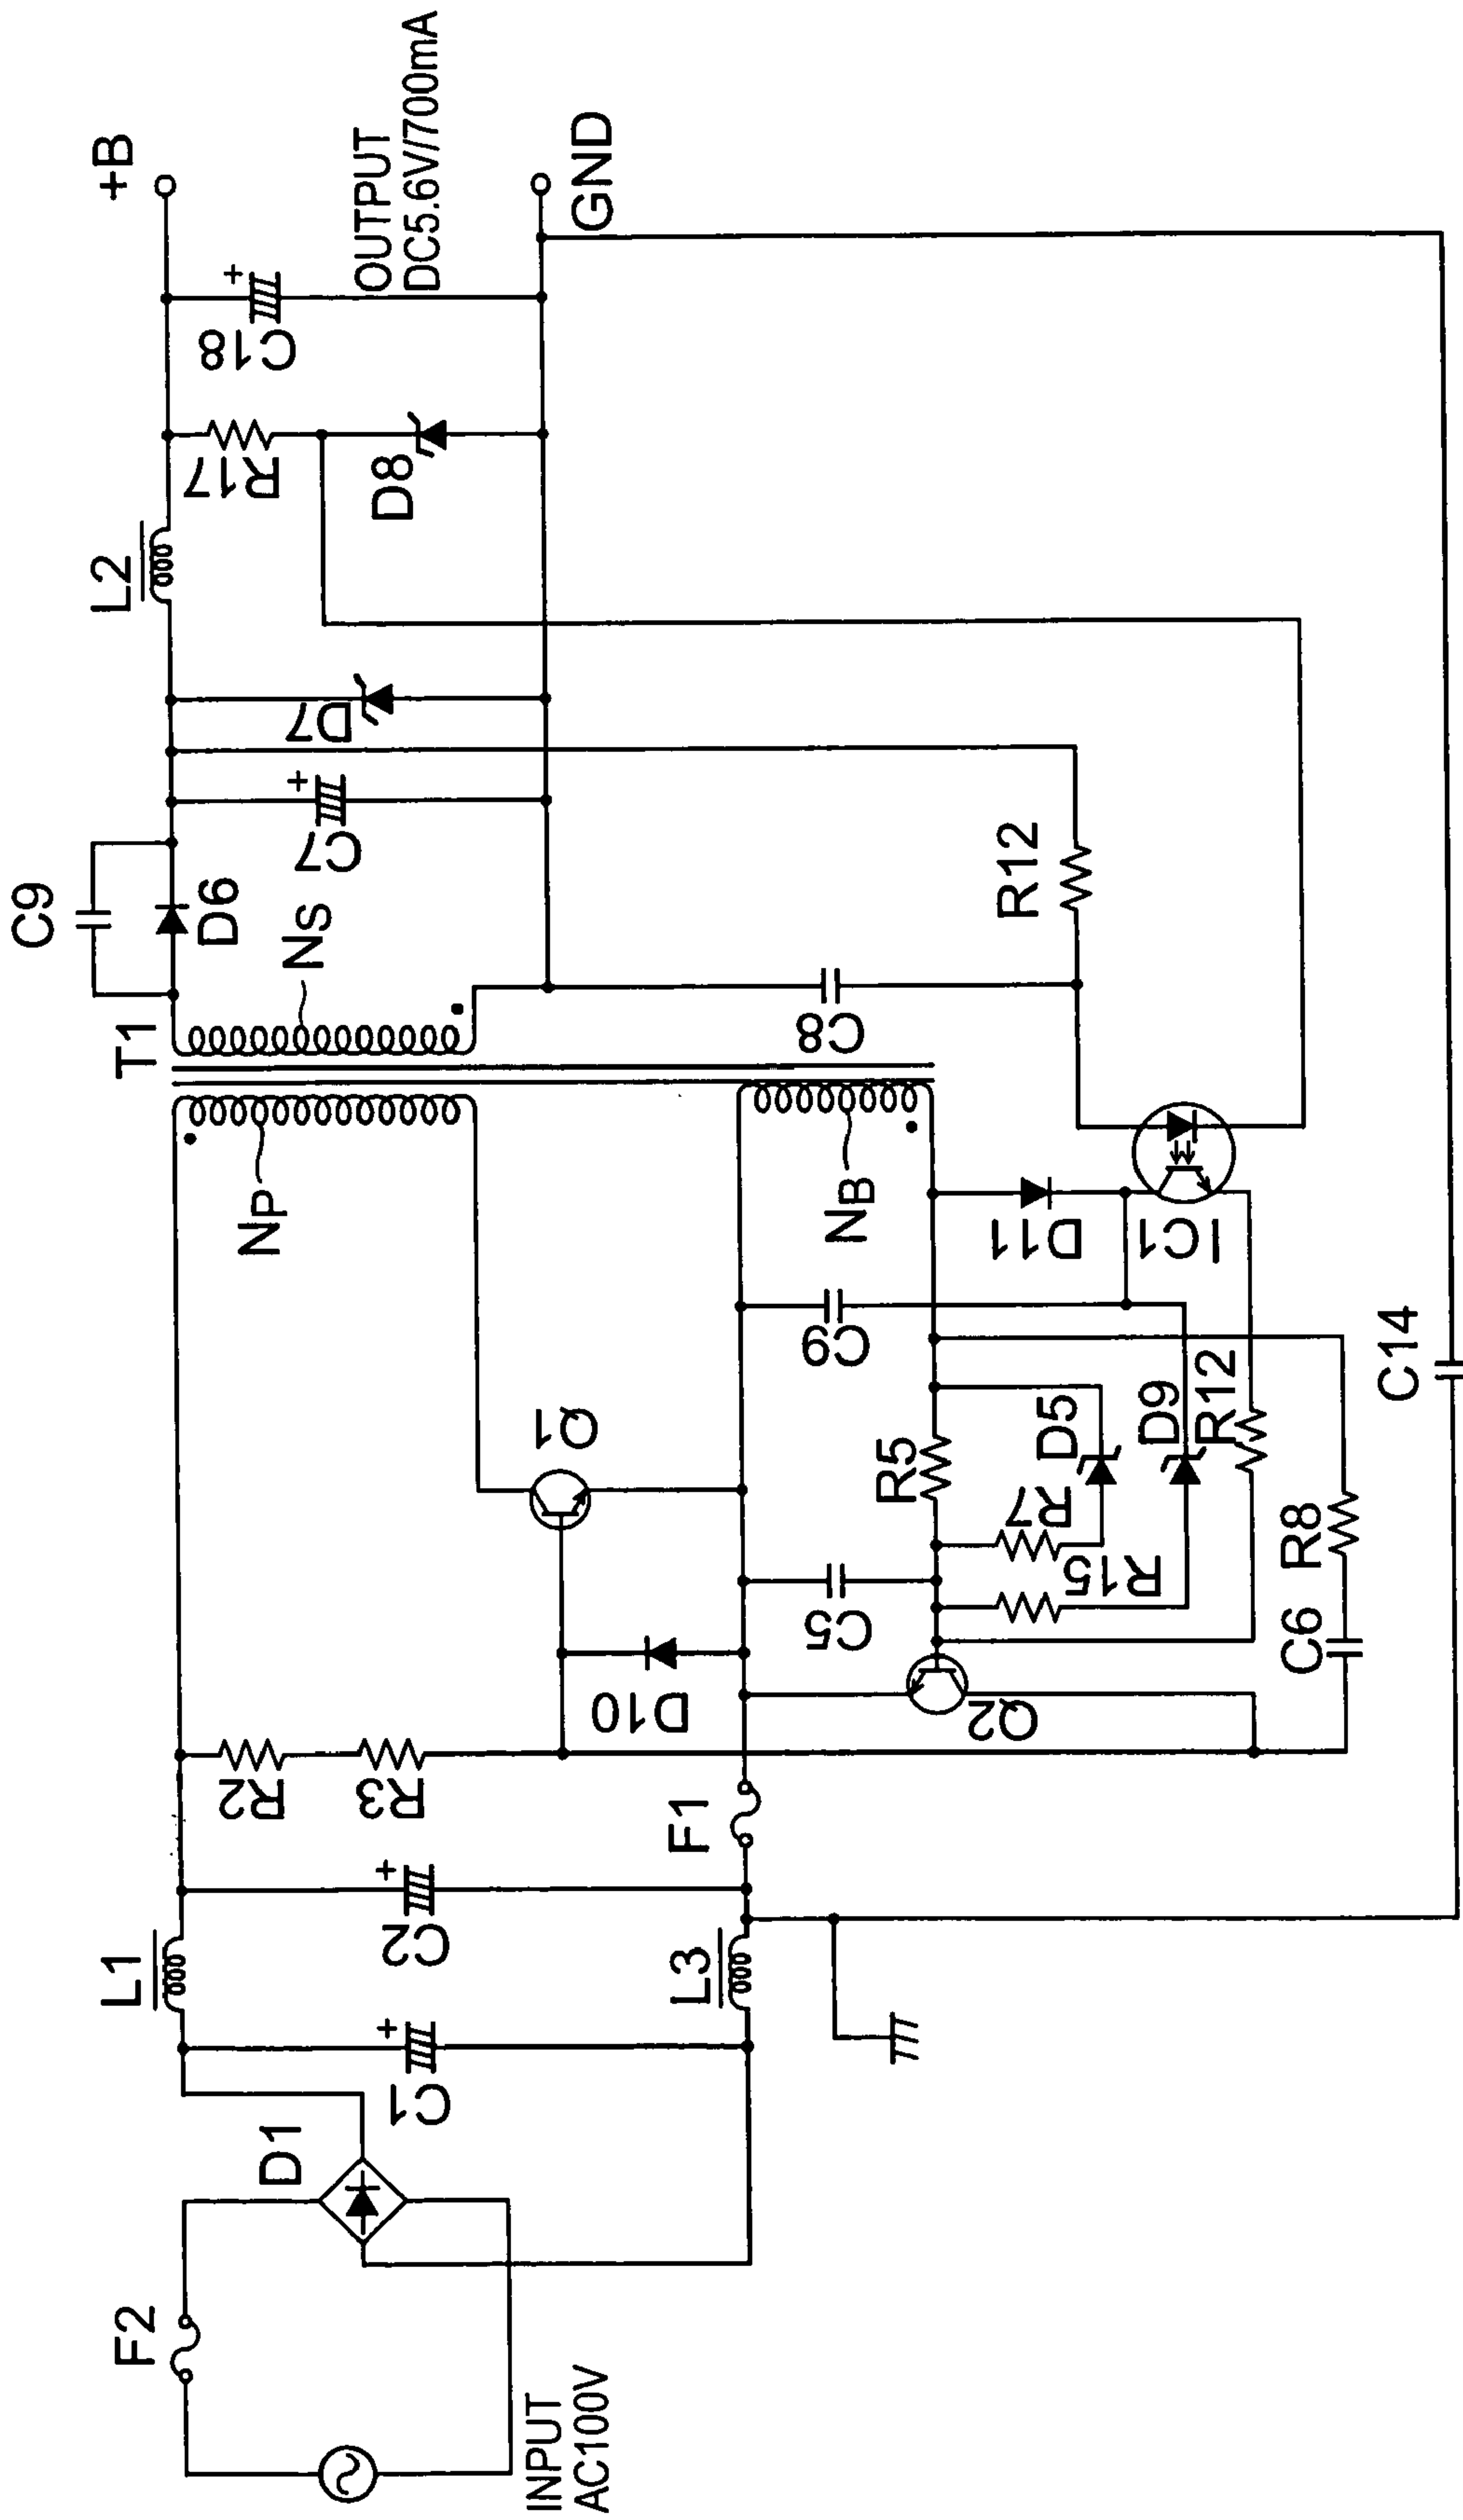 F2
INPUT
AC100V
D1
C1
L1
L3
C2
F1
R2
R3
D10
Q2
C6
R8
C5
R15
R7
R5
D5
D9
R12
Q1
C9
C14
NP
NB
D11
IC1
T1
C8
NS
C9
D6
C7
R12
D7
L2
R17
D8
C18
OUTPUT
DC5.6V/700mA
+B
GND